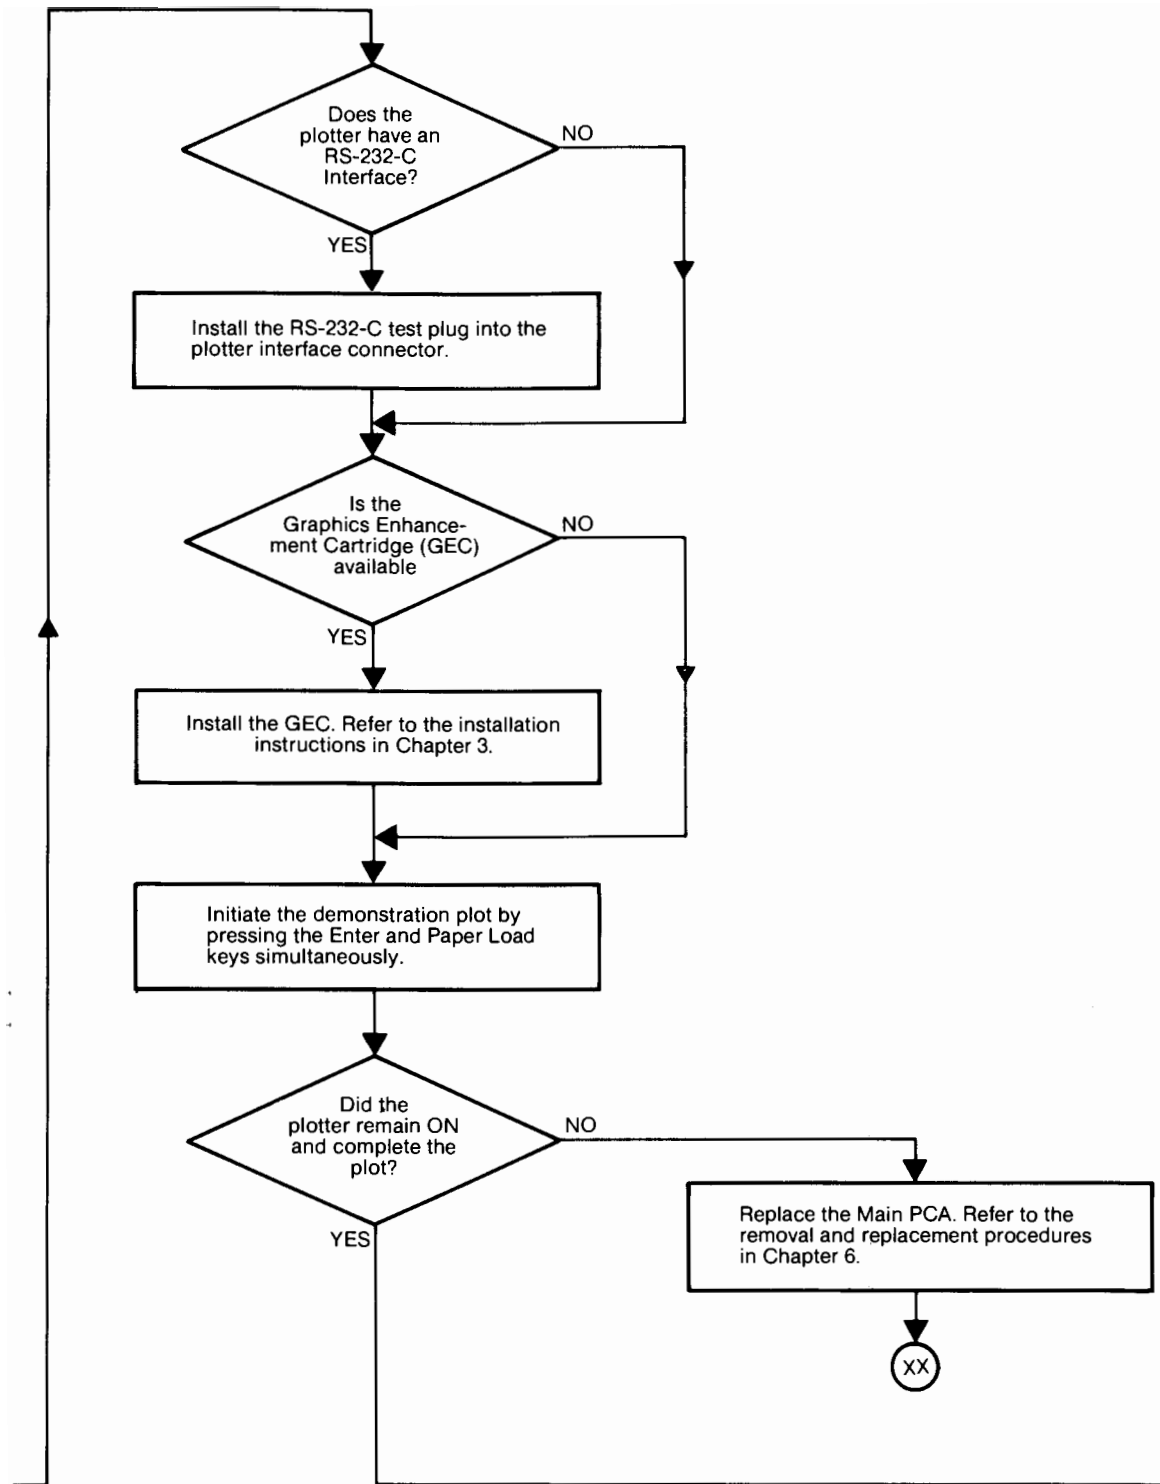 Does the
plotter have an
RS-232-C
Interface?
NO
YES
Install the RS-232-C test plug into the
plotter interface connector.
Is the
Graphics Enhance-
ment Cartridge (GEC)
available
NO
YES
Install the GEC. Refer to the installation
instructions in Chapter 3.
Initiate the demonstration plot by
pressing the Enter and Paper Load
keys simultaneously.
Did the
plotter remain ON
and complete the
plot?
NO
YES
Replace the Main PCA. Refer to the
removal and replacement procedures
in Chapter 6.
XX